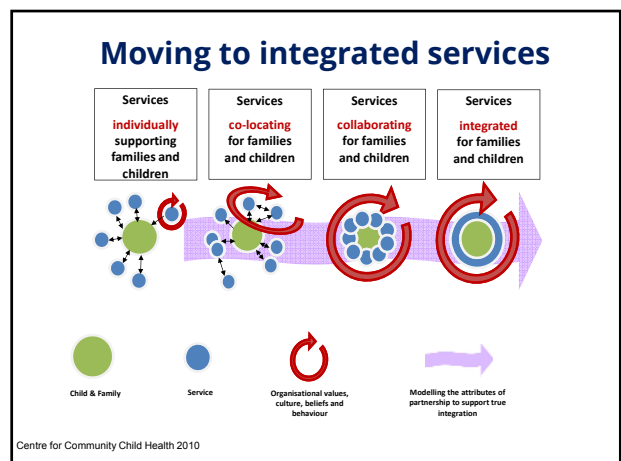 Moving to integrated services
Services
individually
supporting
families and
children
Services
co-locating
for families
and children
Services
collaborating
for families
and children
Services
integrated
for families
and children
Child & Family
Service
Organisational values,
culture, beliefs and
behaviour
Modelling the attributes of
partnership to support true
integration
Centre for Community Child Health 2010